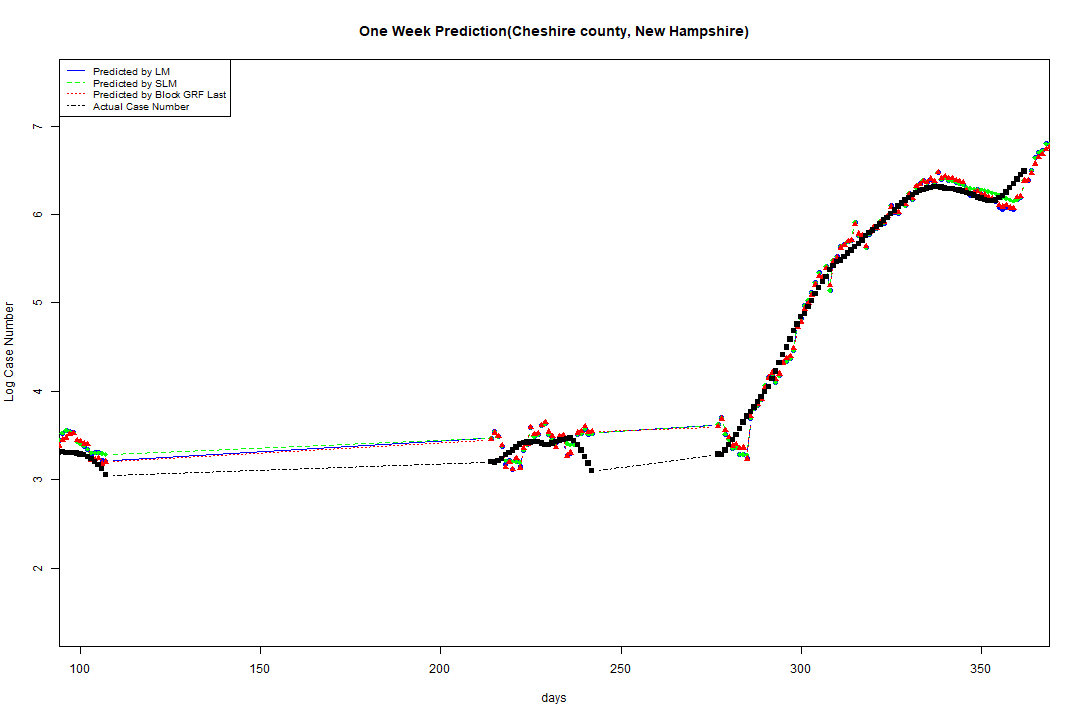 One Week Prediction(Cheshire county, New Hampshire)
Predicted by LM
Predicted by SLM
Predicted by Block GRF Last
Actual Case Number
7
6
5
4
3
2
Log Case Number
100 150 200 250 300 350
days